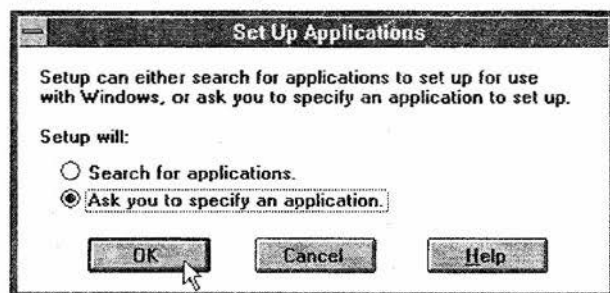 Set Up Applications
Setup can either search for applications to set up for use
with Windows, or ask you to specify an application to set up.
Setup will:
Search for applications.
Ask you to specify an application.
OK Cancel Help